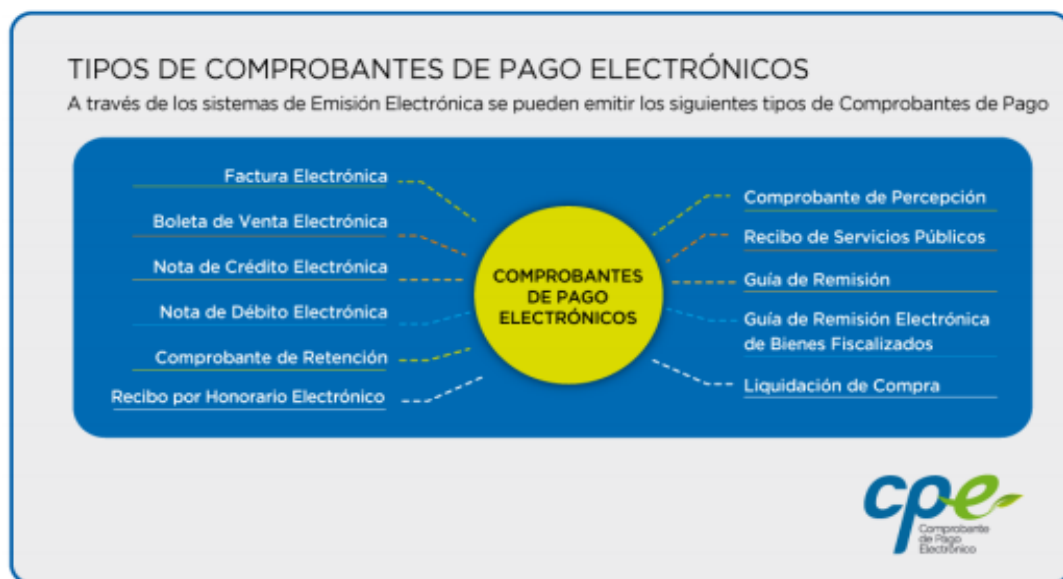 TIPOS DE COMPROBANTES DE PAGO ELECTRÓNICOS
A través de los sistemas de Emisión Electrónica se pueden emitir los siguientes tipos de Comprobantes de Pago
Factura Electrónica
Boleta de Venta Electrónica
Nota de Crédito Electrónica
Nota de Débito Electrónica
Comprobante de Retención
Recibo por Honorario Electrónico
COMPROBANTES
DE PAGO
ELECTRÓNICOS
Comprobante de Percepción
Recibo de Servicios Públicos
Guía de Remisión
Guía de Remisión Electrónica
de Bienes Fiscalizados
Liquidación de Compra
cpe
Comprobante
de Pago
Electrónico